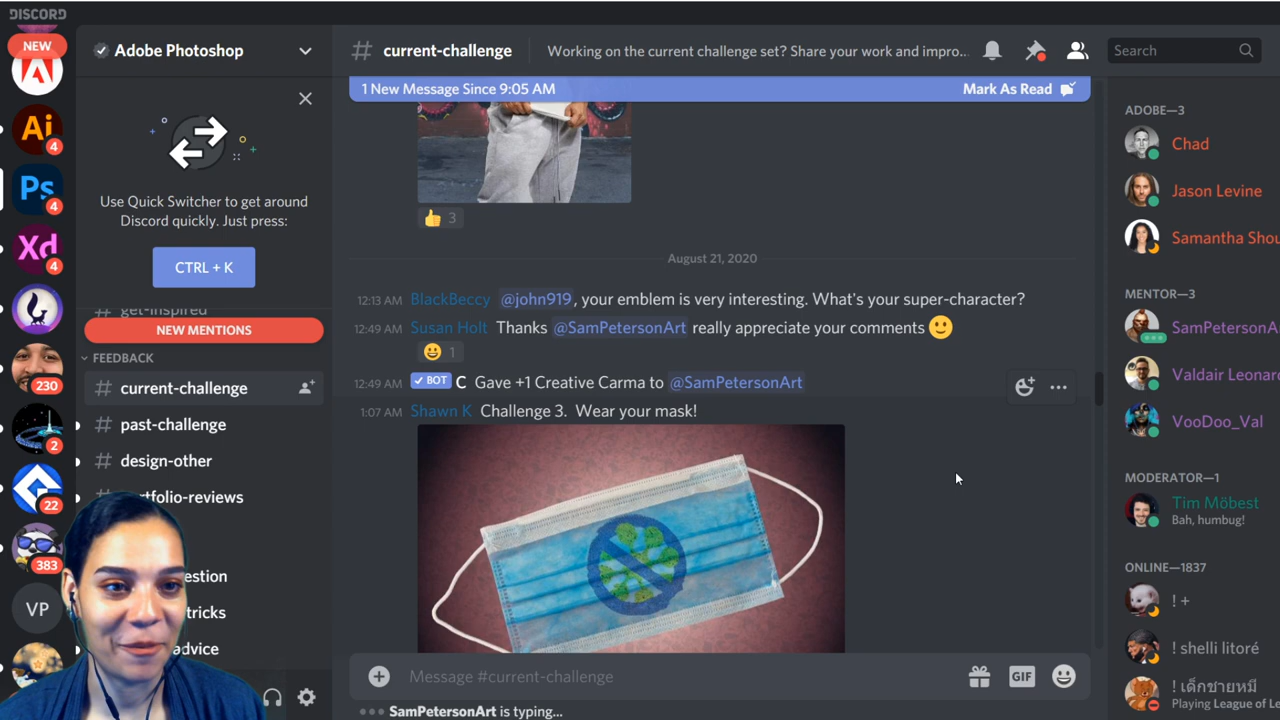 DISCORD
NEW
Ai
4
Ps
4
Xd
4
230
2
22
383
VP
Adobe Photoshop
Use Quick Switcher to get around
Discord quickly. Just press:
CTRL + K
get-inspired
NEW MENTIONS
FEEDBACK
# current-challenge
# past-challenge
# design-other
rtfolio-reviews
estion
tricks
advice
# current-challenge
Working on the current challenge set? Share your work and impro...
Search
1 New Message Since 9:05 AM
Mark As Read
3
August 21, 2020
12:13 AM BlackBeccy @john919, your emblem is very interesting. What's your super-character?
12:49 AM Susan Holt Thanks @SamPetersonArt really appreciate your comments 🙂
1
12:49 AM ✓ BOT C Gave +1 Creative Carma to @SamPetersonArt
1:07 AM Shawn K Challenge 3. Wear your mask!
Message #current-challenge
GIF
SamPetersonArt is typing...
ADOBE—3
Chad
Jason Levine
Samantha Shou
MENTOR—3
SamPetersonA
Valdair Leonar
VooDoo_Val
MODERATOR—1
Tim Möbest
Bah, humbug!
ONLINE—1837
! +
! shelli litoré
! เด็กชายหมี
Playing League of Le